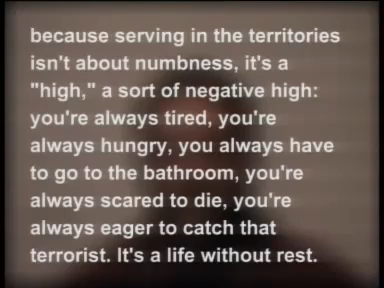 because serving in the territories
isn't about numbness, it's a
"high," a sort of negative high:
you're always tired, you're
always hungry, you always have
to go to the bathroom, you're
always scared to die, you're
always eager to catch that
terrorist. It's a life without rest.